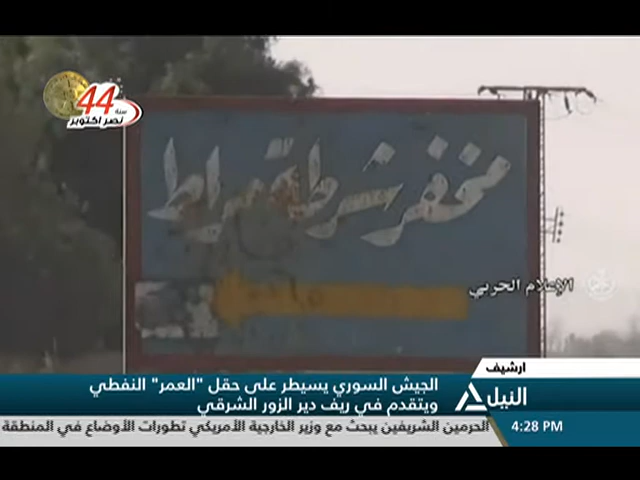 44
سنة
نصر اكتوبر
مخفر شرطة مراط
الإعلام الحربي
ارشيف
الجيش السوري يسيطر على حقل "العمر" النفطي
ويتقدم في ريف دير الزور الشرقي
النيل
الحرمين الشريفين يبحث مع وزير الخارجية الأمريكي تطورات الأوضاع في المنطقة
4:28 PM